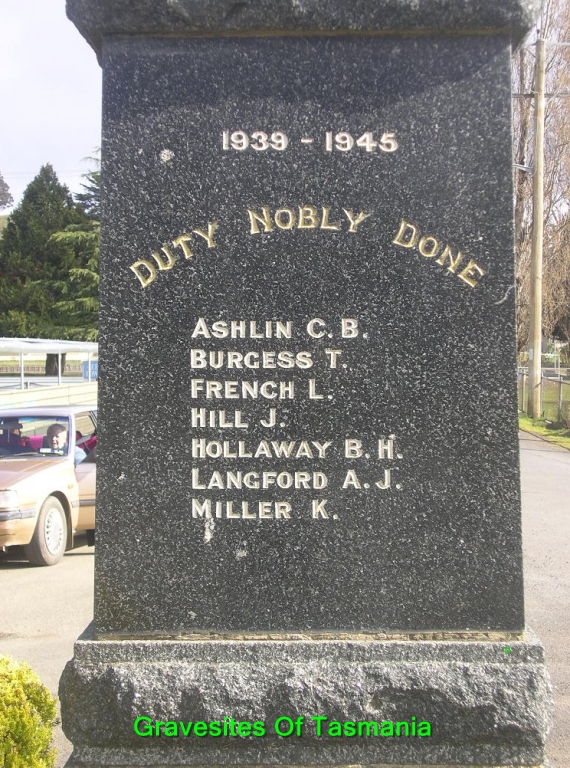 1939 - 1945
DUTY NOBLY DONE
ASHLIN C. B.
BURGESS T.
FRENCH L.
HILL J.
HOLLAWAY B. H.
LANGFORD A. J.
MILLER K.
Gravesites Of Tasmania